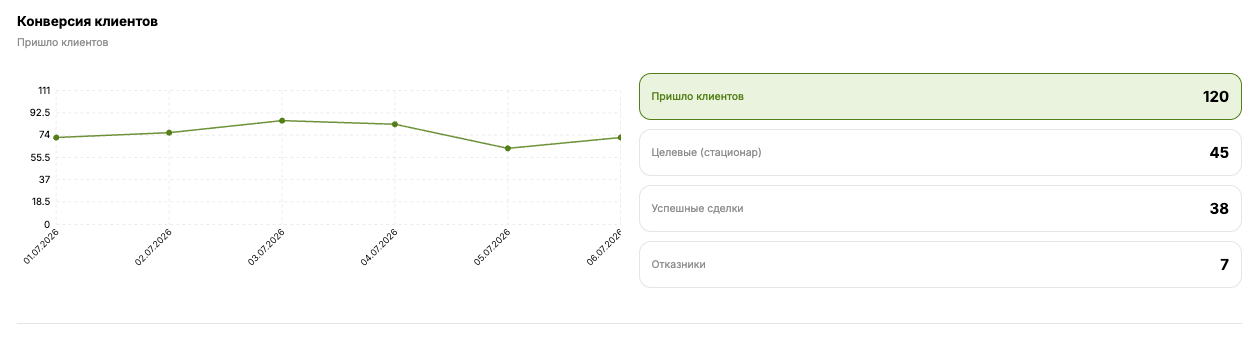 Конверсия клиентов
Пришло клиентов
111
92.5
74
55.5
37
18.5
0
01.07.2026
02.07.2026
03.07.2026
04.07.2026
05.07.2026
06.07.2026
Пришло клиентов 120
Целевые (стационар) 45
Успешные сделки 38
Отказники 7